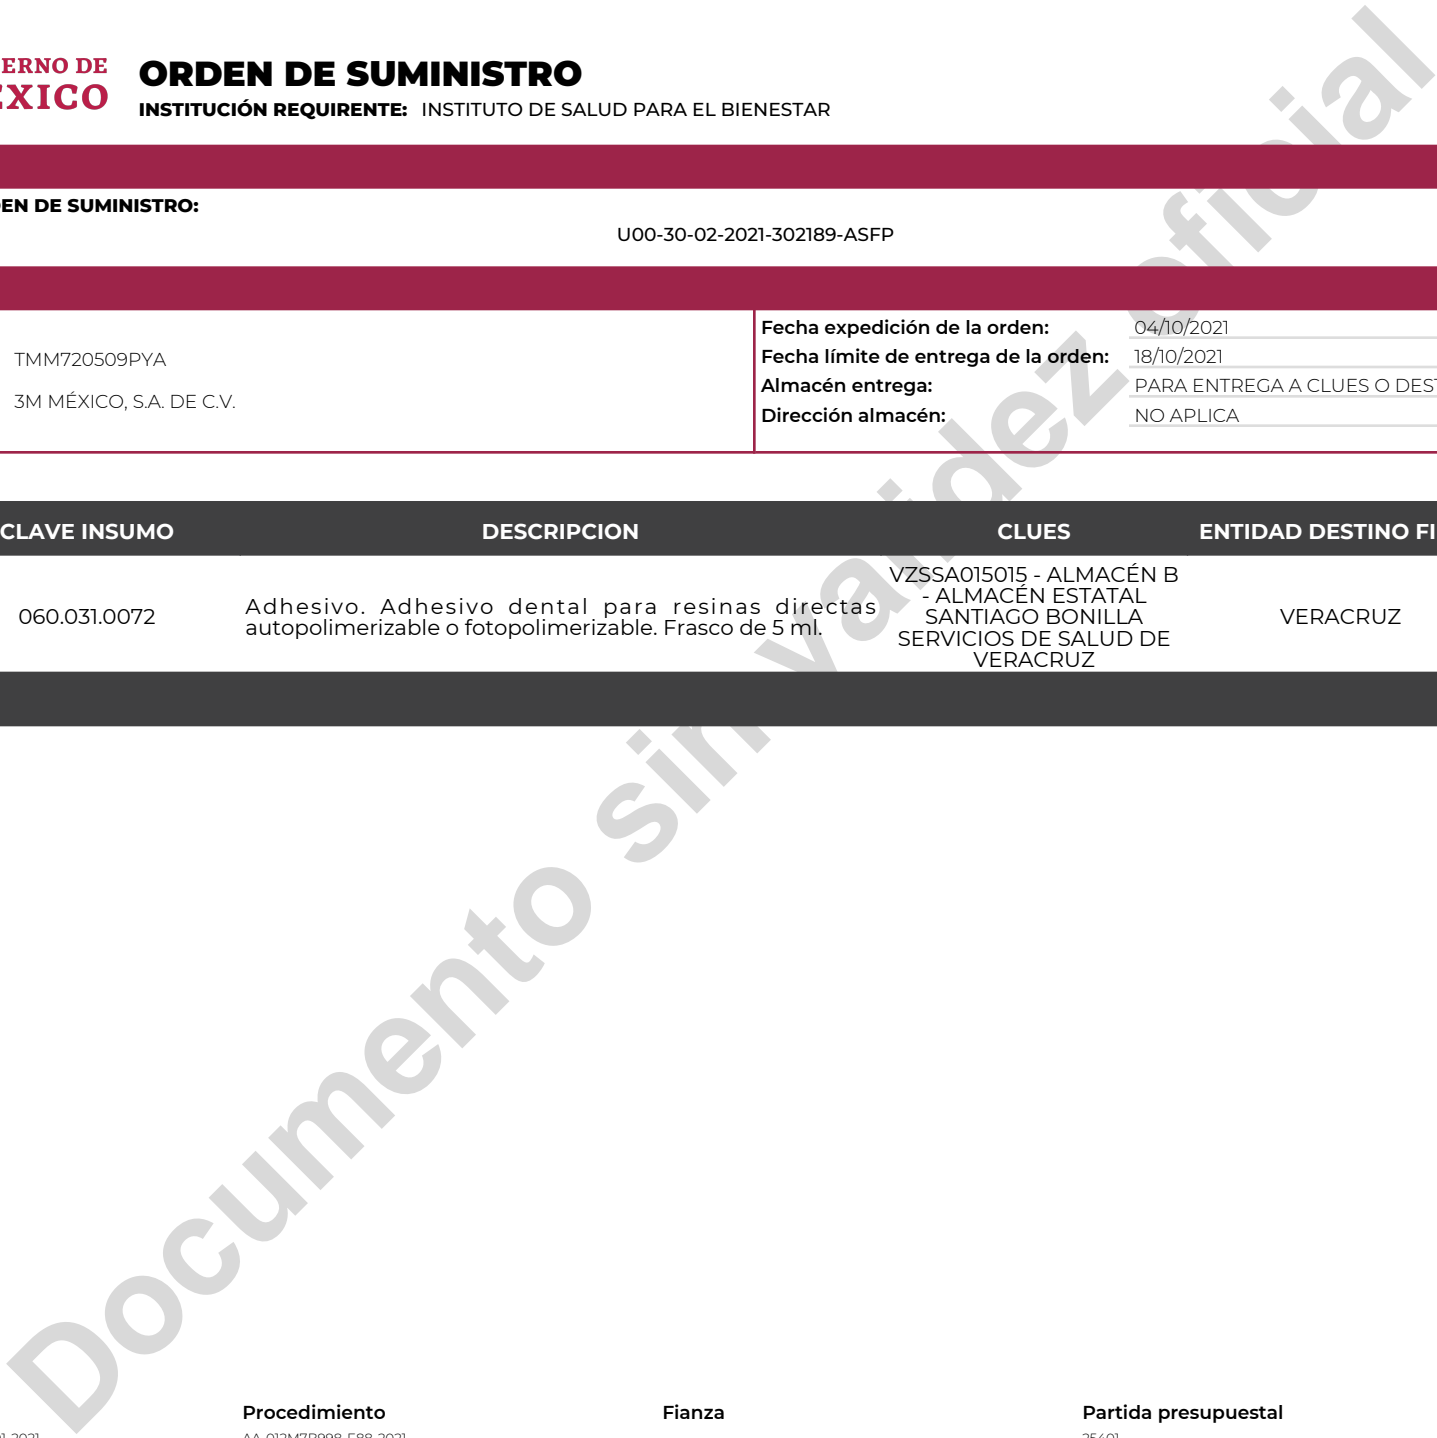 ERNO DE
ÉXICO
ORDEN DE SUMINISTRO
INSTITUCIÓN REQUIRENTE: INSTITUTO DE SALUD PARA EL BIENESTAR
EN DE SUMINISTRO:
U00-30-02-2021-302189-ASFP
TMM720509PYA
3M MÉXICO, S.A. DE C.V.
Fecha expedición de la orden: 04/10/2021
Fecha límite de entrega de la orden: 18/10/2021
Almacén entrega: PARA ENTREGA A CLUES O DEST
Dirección almacén: NO APLICA
CLAVE INSUMO DESCRIPCION CLUES ENTIDAD DESTINO FI
060.031.0072
Adhesivo. Adhesivo dental para resinas directas
autopolimerizable o fotopolimerizable. Frasco de 5 ml.
VZSSA015015 - ALMACÉN B
- ALMACÉN ESTATAL
SANTIAGO BONILLA
SERVICIOS DE SALUD DE
VERACRUZ
VERACRUZ
Documento sin validez oficial
Procedimiento Fianza Partida presupuestal